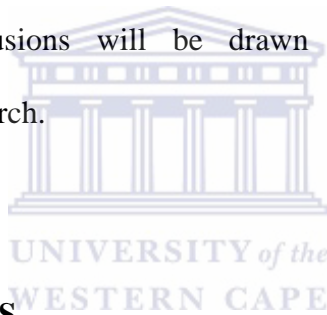 usions will be drawn
rch.
UNIVERSITY of the
WESTERN CAPE
S